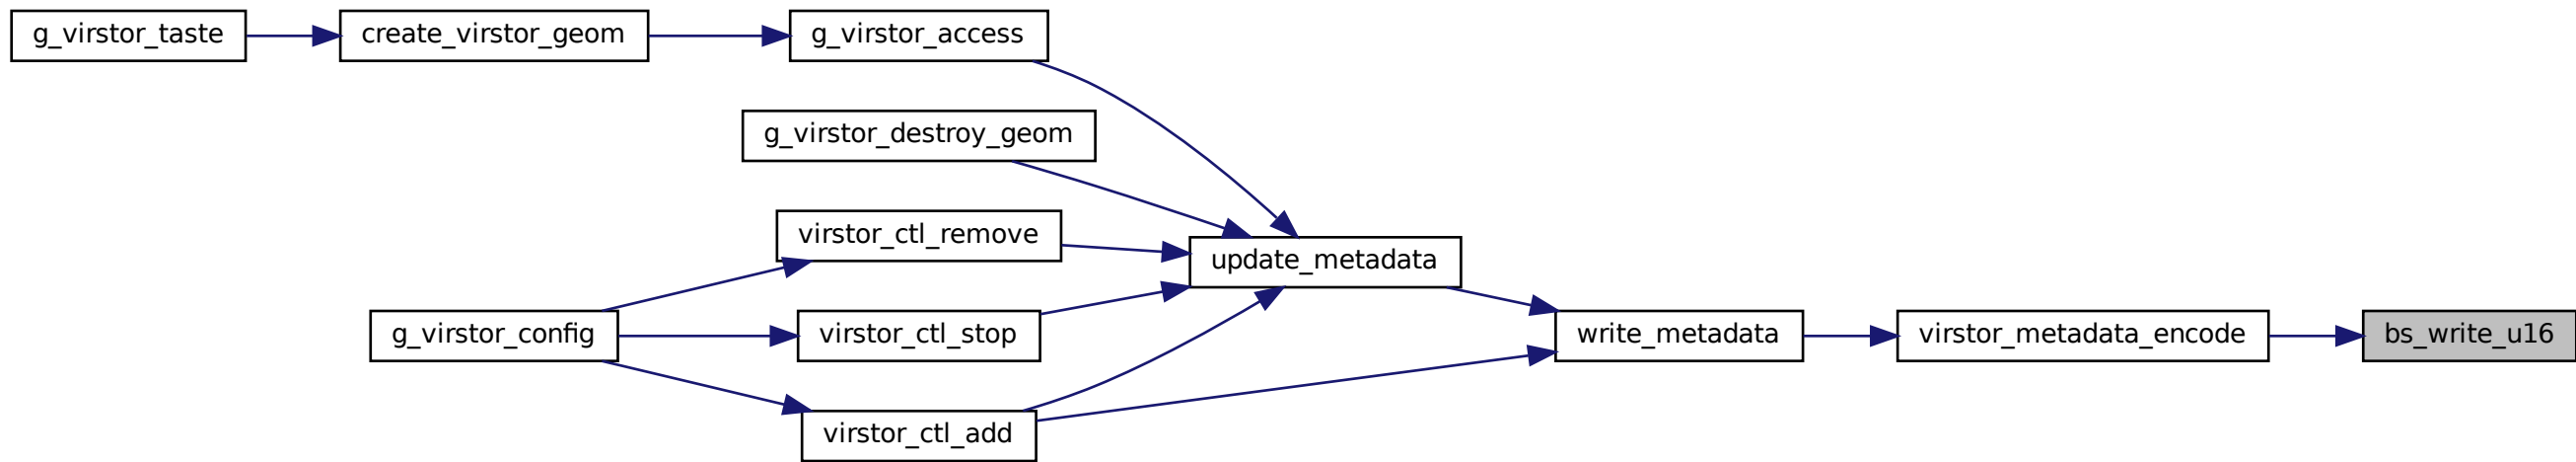 g_virstor_taste
create_virstor_geom
g_virstor_access
g_virstor_destroy_geom
virstor_ctl_remove
update_metadata
g_virstor_config
virstor_ctl_stop
write_metadata
virstor_metadata_encode
bs_write_u16
virstor_ctl_add